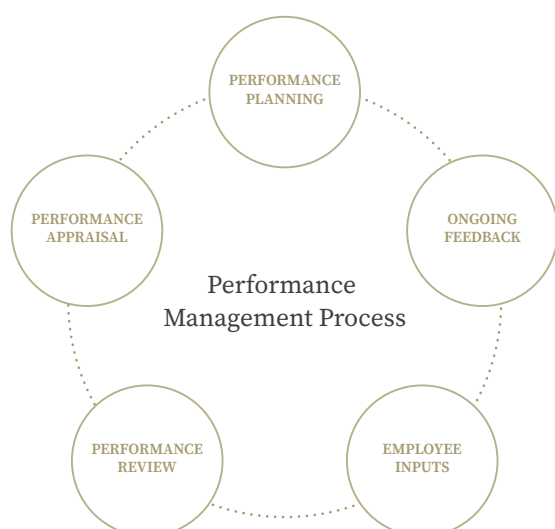 PERFORMANCE
PLANNING
ONGOING
FEEDBACK
EMPLOYEE
INPUTS
PERFORMANCE
REVIEW
PERFORMANCE
APPRAISAL
Performance
Management Process